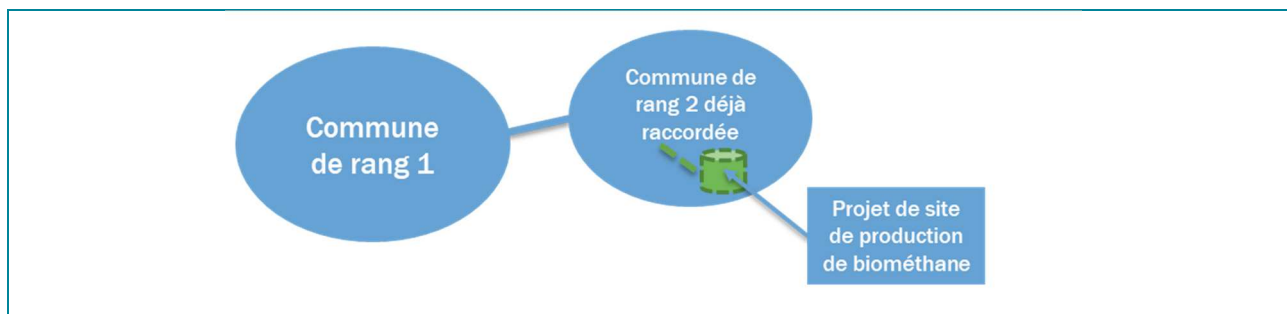 Commune
de rang 1
Commune de
rang 2 déjà
raccordée
Projet de site
de production
de biométhane